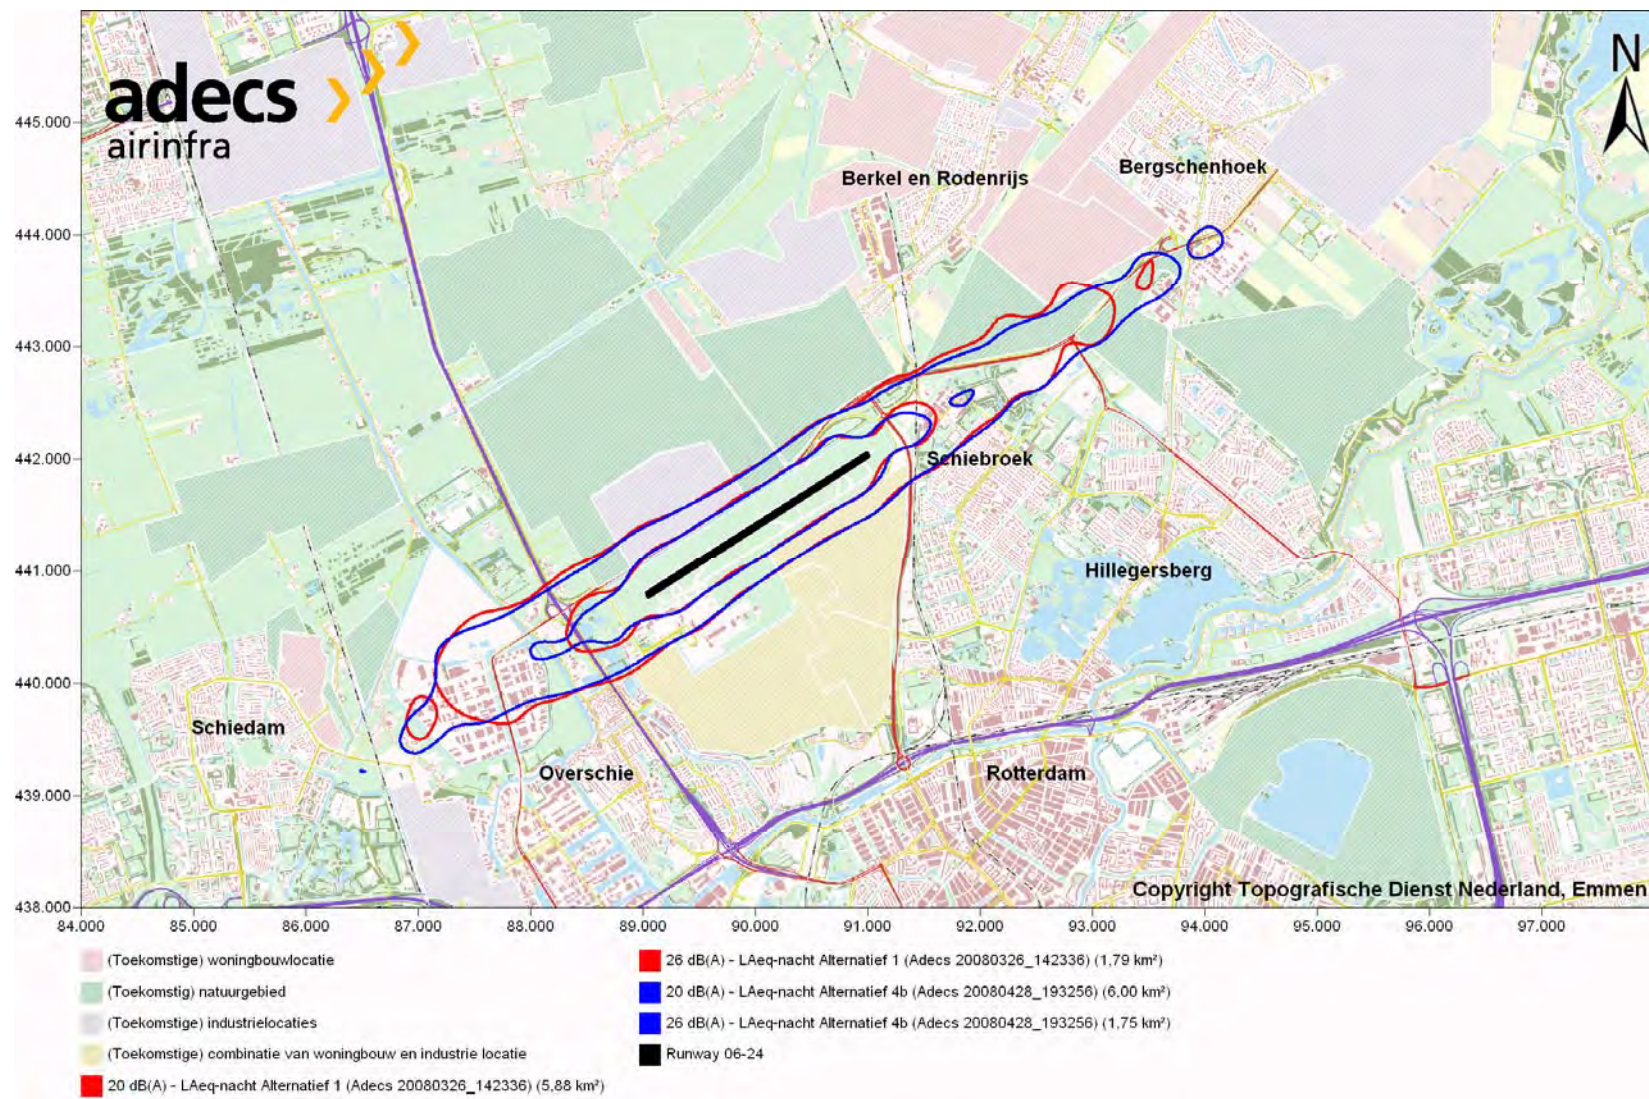 adecs
airinfra
N
445.000
Bergschenhoek
Berkel en Rodenrijs
444.000
443.000
442.000
Schiebroek
441.000
Hillegersberg
440.000
Schiedam
Overschie
Rotterdam
439.000
Copyright Topografische Dienst Nederland, Emmen
438.000
84.000 85.000 86.000 87.000 88.000 89.000 90.000 91.000 92.000 93.000 94.000 95.000 96.000 97.000
(Toekomstige) woningbouwlocatie
(Toekomstig) natuurgebied
(Toekomstige) industrielocaties
(Toekomstige) combinatie van woningbouw en industrie locatie
20 dB(A) - LAeq-nacht Alternatief 1 (Adecs 20080326_142336) (5,88 km²)
26 dB(A) - LAeq-nacht Alternatief 1 (Adecs 20080326_142336) (1,79 km²)
20 dB(A) - LAeq-nacht Alternatief 4b (Adecs 20080428_193256) (6,00 km²)
26 dB(A) - LAeq-nacht Alternatief 4b (Adecs 20080428_193256) (1,75 km²)
Runway 06-24